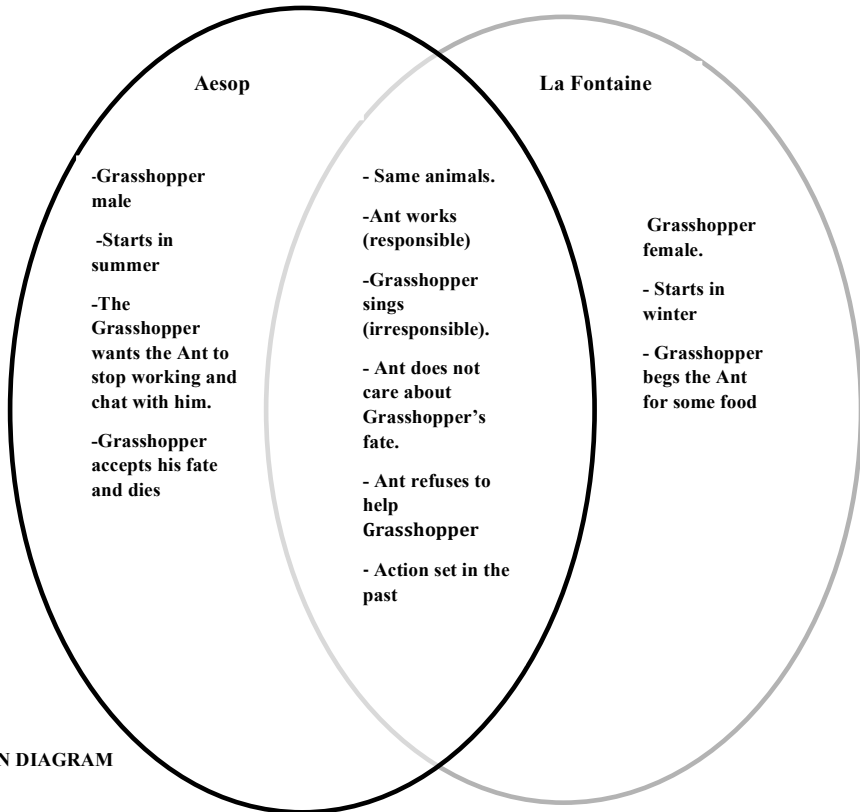 Aesop
La Fontaine
-Grasshopper
male
-Starts in
summer
-The
Grasshopper
wants the Ant to
stop working and
chat with him.
-Grasshopper
accepts his fate
and dies
- Same animals.
-Ant works
(responsible)
-Grasshopper
sings
(irresponsible).
- Ant does not
care about
Grasshopper’s
fate.
- Ant refuses to
help
Grasshopper
- Action set in the
past
Grasshopper
female.
- Starts in
winter
- Grasshopper
begs the Ant
for some food
N DIAGRAM